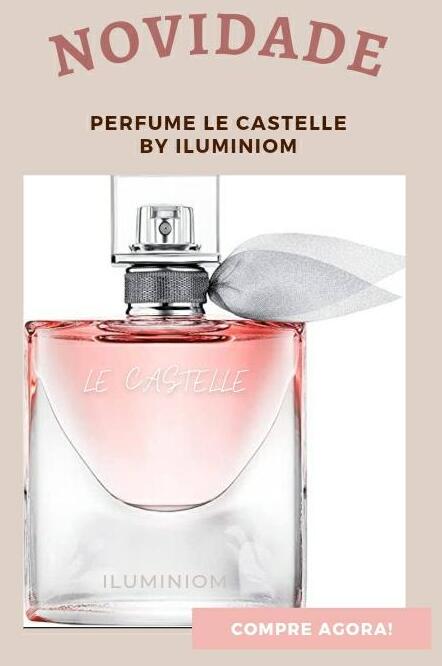 NOVIDADE
PERFUME LE CASTELLE
BY ILUMINIOM
LE CASTELLE
ILUMINIOM
COMPRE AGORA!